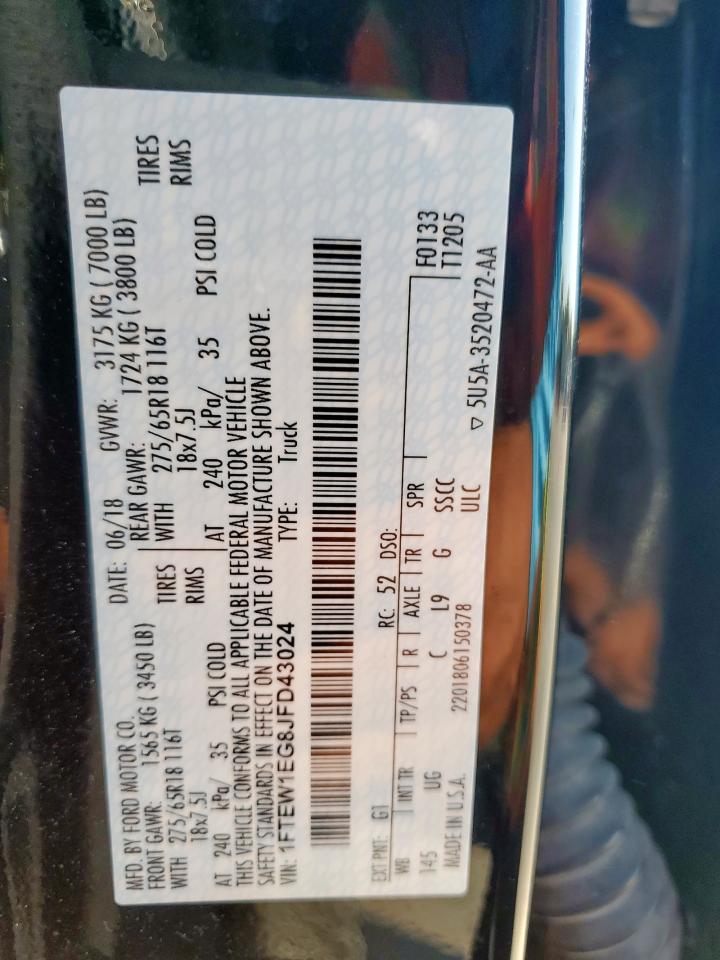 MFD. BY FORD MOTOR CO. DATE: 06/18 GVWR: 3175 KG ( 7000 LB)
FRONT GAWR: 1565 KG ( 3450 LB) REAR GAWR: 1724 KG ( 3800 LB)
WITH 275/65R18 116T TIRES WITH 275/65R18 116T TIRES
18x7.5J RIMS 18x7.5J RIMS
AT 240 kPa/ 35 PSI COLD AT 240 kPa/ 35 PSI COLD
THIS VEHICLE CONFORMS TO ALL APPLICABLE FEDERAL MOTOR VEHICLE
SAFETY STANDARDS IN EFFECT ON THE DATE OF MANUFACTURE SHOWN ABOVE.
VIN: 1FTEW1EG8JFD43024 TYPE: Truck
EXT PNT: G1 RC: 52 DSO: F0133
WB INT TR TP/PS R AXLE TR SPR T1205
145 UG C L9 G SSCC
MADE IN U.S.A. 2201806150378 ULC ▽ 5U5A-3520472-AA